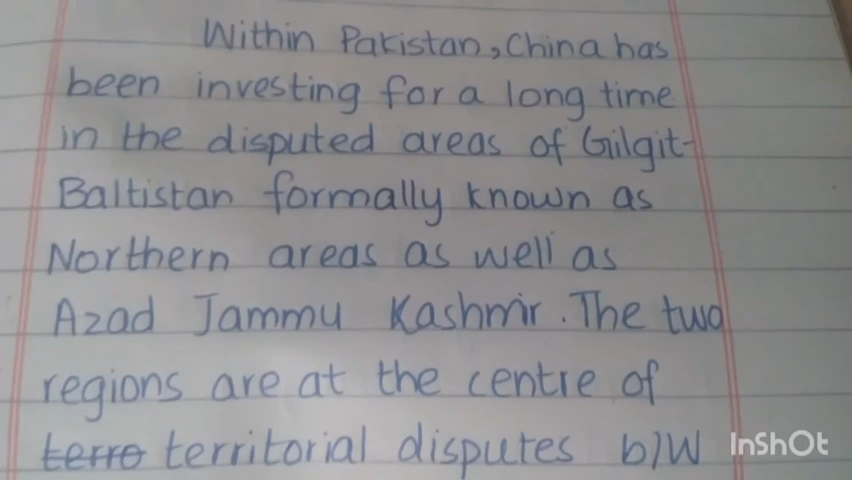 Within Pakistan, China has
been investing for a long time
in the disputed areas of Gilgit-
Baltistan formally known as
Northern areas as well as
Azad Jammu Kashmir. The two
regions are at the centre of
terro territorial disputes b/w
InShOt